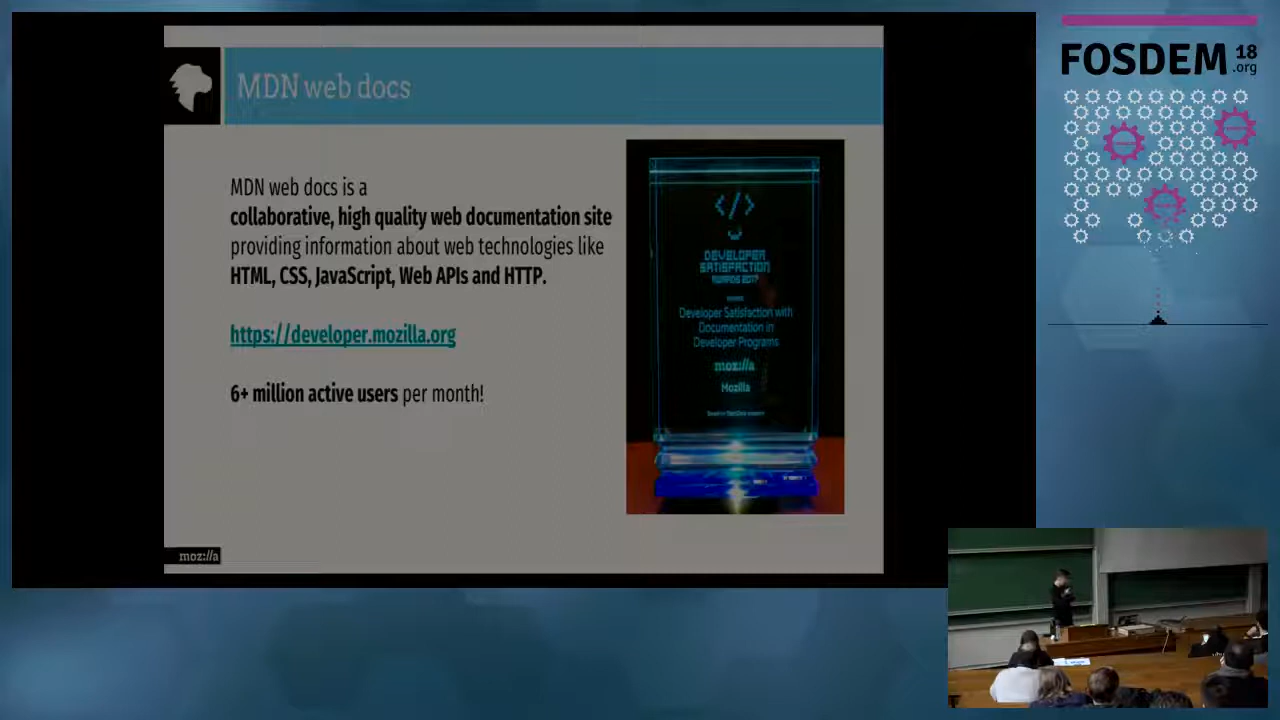 MDN web docs
MDN web docs is a
collaborative, high quality web documentation site
providing information about web technologies like
HTML, CSS, JavaScript, Web APIs and HTTP.
https://developer.mozilla.org
6+ million active users per month!
</>
DEVELOPER
SATISFACTION
AWARDS 2017
Developer Satisfaction with
Documentation in
Developer Programs
moz://a
Mozilla
moz://a
FOSDEM 18
.org